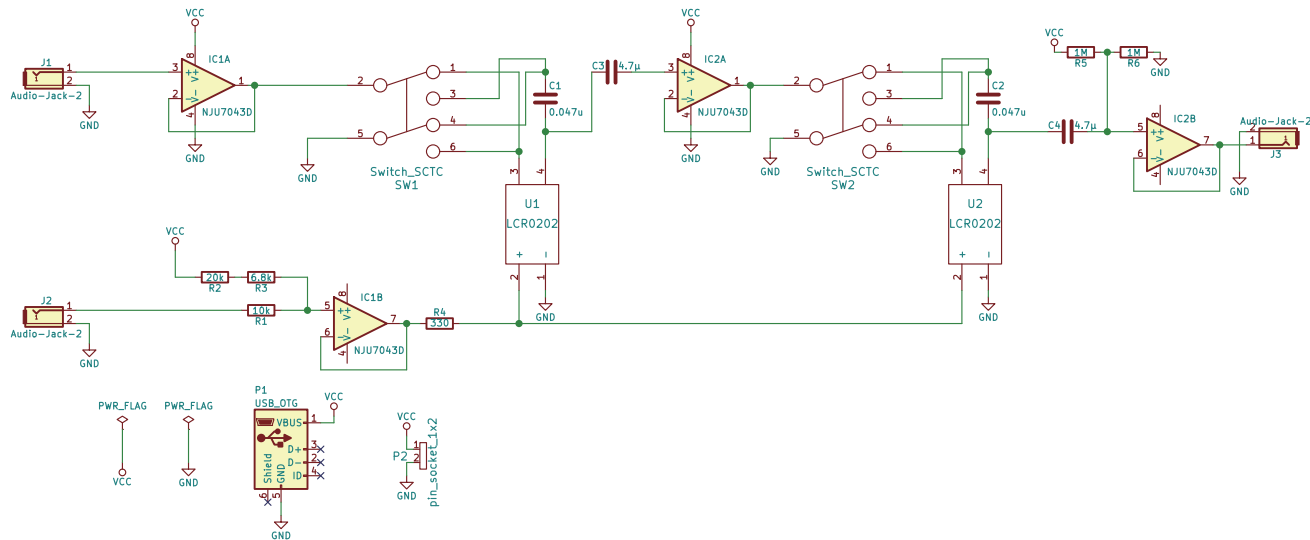 VCC
J1
1
2
Audio-Jack-2
GND
3
2
8
4
1
+
V+
V-
-
IC1A
NJU7043D
GND
2
5
GND
1
3
4
6
Switch_SCTC
SW1
C1
0.047u
3
4
U1
LCR0202
+
-
2
1
GND
C3
4.7µ
VCC
3
2
8
4
1
+
V+
V-
-
IC2A
NJU7043D
GND
2
5
GND
1
3
4
6
Switch_SCTC
SW2
C2
0.047u
3
4
U2
LCR0202
+
-
2
1
GND
C4
4.7µ
VCC
1M
R5
1M
R6
GND
5
6
8
4
7
+
V+
V-
-
IC2B
NJU7043D
Audio-Jack-2
2
1
J3
GND
VCC
20k
R2
6.8k
R3
J2
1
2
Audio-Jack-2
GND
10k
R1
5
6
8
4
7
+
V+
V-
-
IC1B
NJU7043D
R4
330
PWR_FLAG
VCC
PWR_FLAG
GND
P1
USB_OTG
VBUS
D+
D-
ID
Shield
GND
1
3
2
4
6
5
VCC
GND
VCC
P2
1
2
pin_socket_1x2
GND